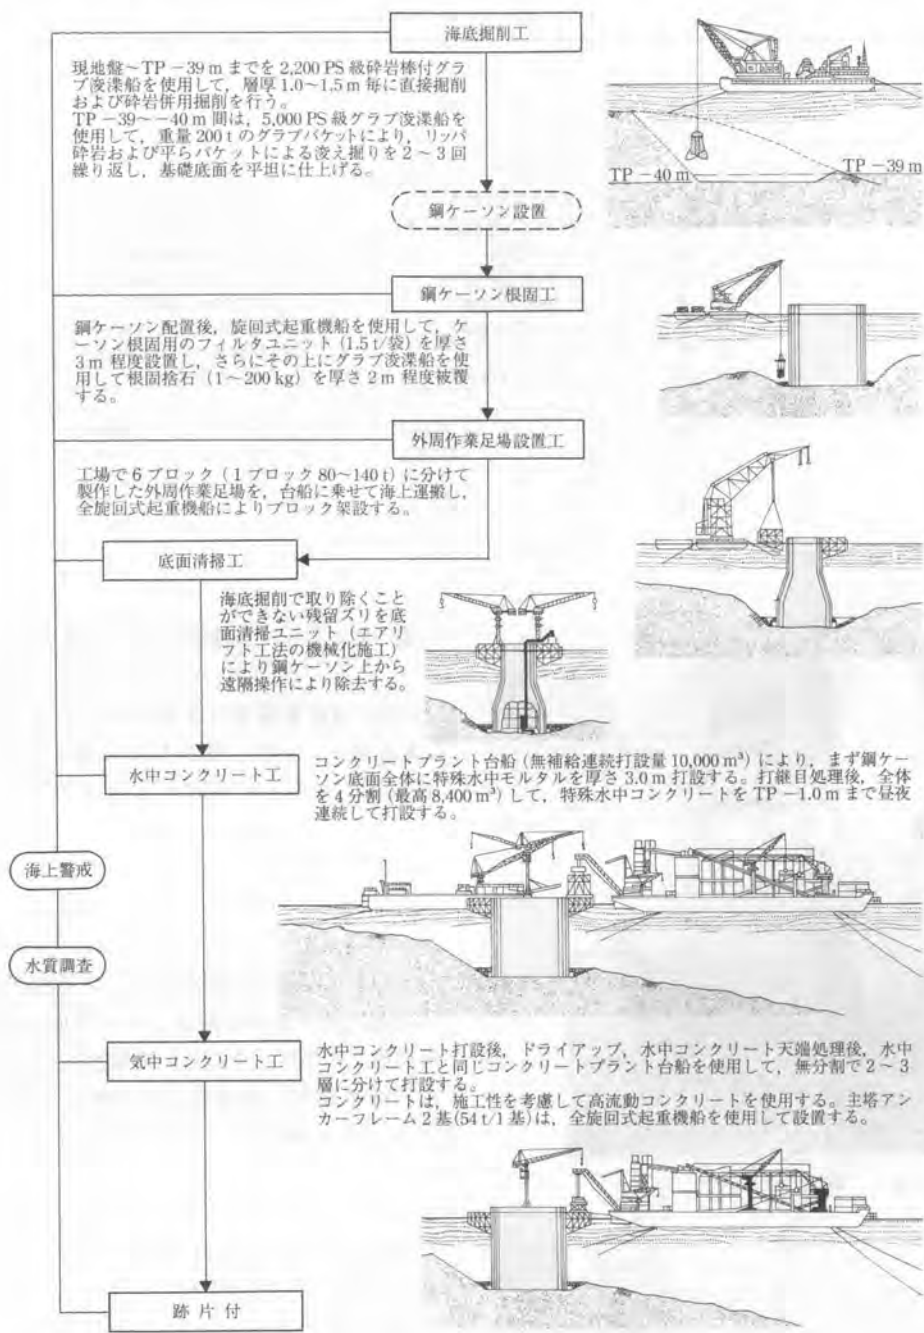 海底掘削工
現地盤～TP －39 m までを 2,200 PS 級砕岩棒付グラ
ブ浚渫船を使用して，層厚 1.0～1.5 m 毎に直接掘削
および砕岩併用掘削を行う。
TP －39～－40 m 間は，5,000 PS 級グラブ浚渫船を
使用して，重量 200 t のグラブバケットにより，リッパ
砕岩および平らバケットによる浚え掘りを 2～3 回
繰り返し，基礎底面を平坦に仕上げる。
TP －40 m
TP －39 m
鋼ケーソン設置
鋼ケーソン根固工
鋼ケーソン配置後，旋回式起重機船を使用して，ケ
ーソン根固用のフィルタユニット (1.5 t/袋) を厚さ
3 m 程度設置し，さらにその上にグラブ浚渫船を使
用して根固捨石（1～200 kg）を厚さ 2 m 程度被覆
する。
外周作業足場設置工
工場で 6 ブロック（1 ブロック 80～140 t）に分けて
製作した外周作業足場を，台船に乗せて海上運搬し，
全旋回式起重機船によりブロック架設する。
底面清掃工
海底掘削で取り除くこと
ができない残留ズリを底
面清掃ユニット（エアリ
フト工法の機械化施工）
により鋼ケーソン上から
遠隔操作により除去する。
水中コンクリート工
コンクリートプラント台船 (無補給連続打設量 10,000 m³) により，まず鋼ケー
ソン底面全体に特殊水中モルタルを厚さ 3.0 m 打設する。打継目処理後，全体
を 4 分割 (最高 8,400 m³) して，特殊水中コンクリートを TP －1.0 m まで昼夜
連続して打設する。
海上警戒
水質調査
気中コンクリート工
水中コンクリート打設後，ドライアップ，水中コンクリート天端処理後，水中
コンクリート工と同じコンクリートプラント台船を使用して，無分割で 2～3
層に分けて打設する。
コンクリートは，施工性を考慮して高流動コンクリートを使用する。主塔アン
カーフレーム 2 基(54 t/1 基)は，全旋回式起重機船を使用して設置する。
跡片付